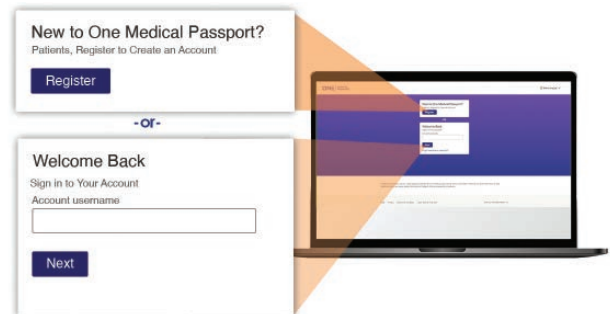 New to One Medical Passport?
Patients, Register to Create an Account
Register
-or-
Welcome Back
Sign in to Your Account
Account username
Next